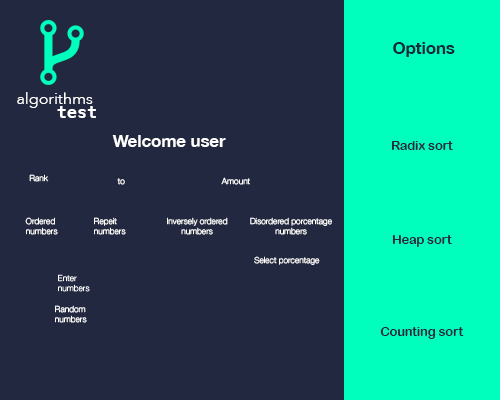 algorithms
test
Welcome user
Rank
to
Amount
Ordered
numbers
Repeit
numbers
Inversely ordered
numbers
Disordered porcentage
numbers
Select porcentage
Enter
numbers
Random
numbers
Options
Radix sort
Heap sort
Counting sort